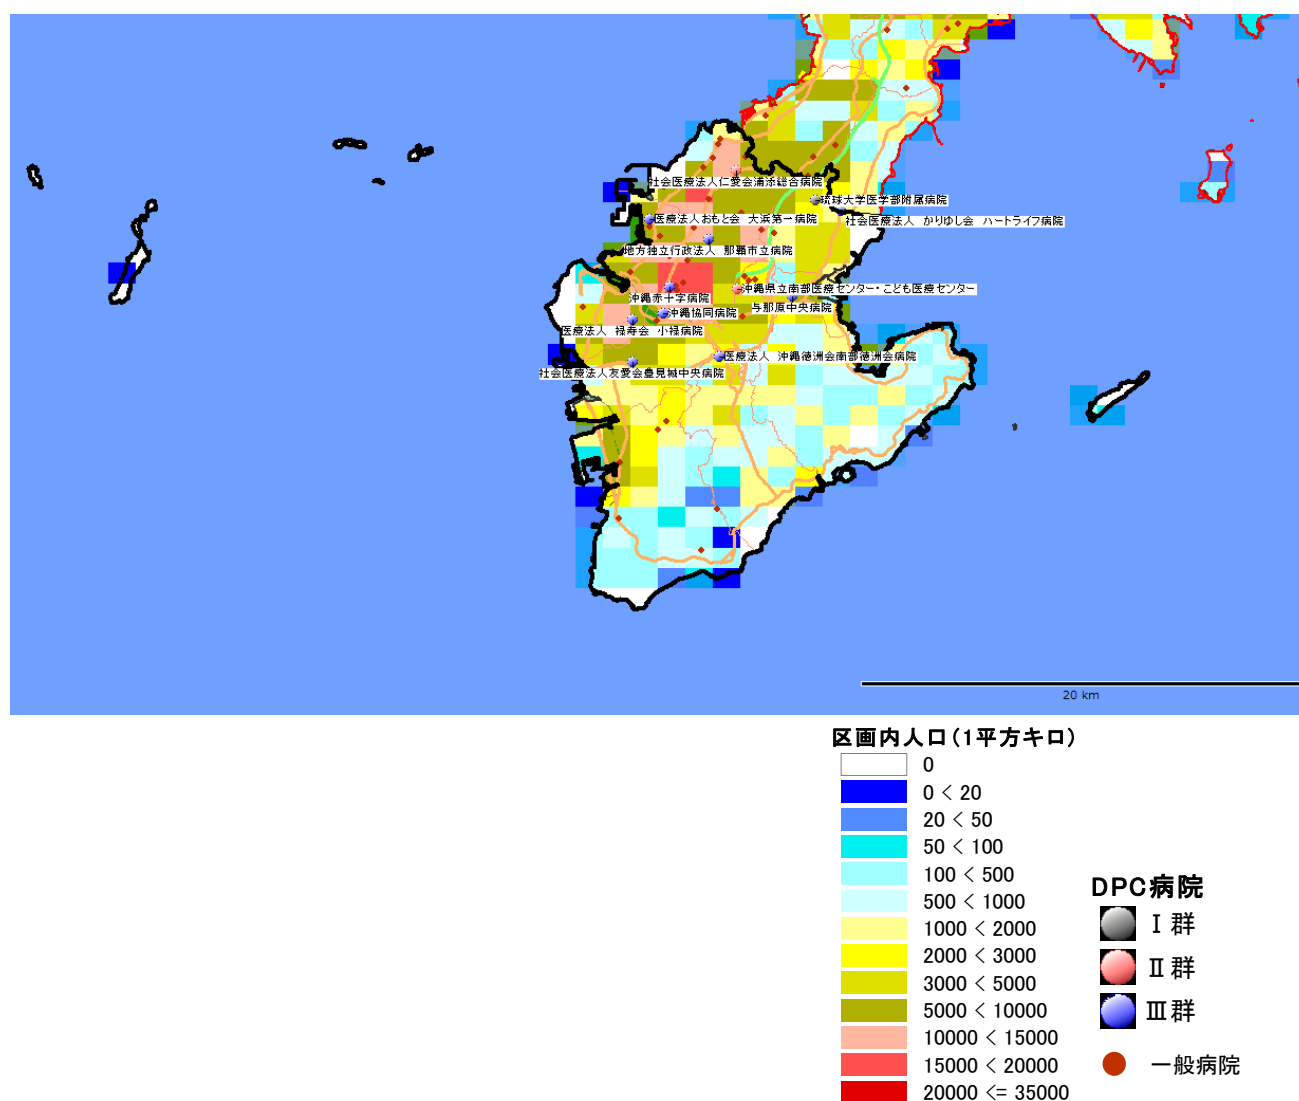 社会医療法人仁愛会浦添総合病院
琉球大学医学部附属病院
医療法人おもと会　大浜第一病院
社会医療法人　かりゆし会　ハートライフ病院
地方独立行政法人　那覇市立病院
沖縄県立南部医療センター・こども医療センター
沖縄赤十字病院
与那原中央病院
沖縄協同病院
医療法人　禄寿会　小禄病院
医療法人　沖縄徳洲会南部徳洲会病院
社会医療法人友愛会豊見城中央病院
20 km
区画内人口（1平方キロ）
0
0 < 20
20 < 50
50 < 100
100 < 500
500 < 1000
1000 < 2000
2000 < 3000
3000 < 5000
5000 < 10000
10000 < 15000
15000 < 20000
20000 <= 35000
DPC病院
Ⅰ群
Ⅱ群
Ⅲ群
一般病院